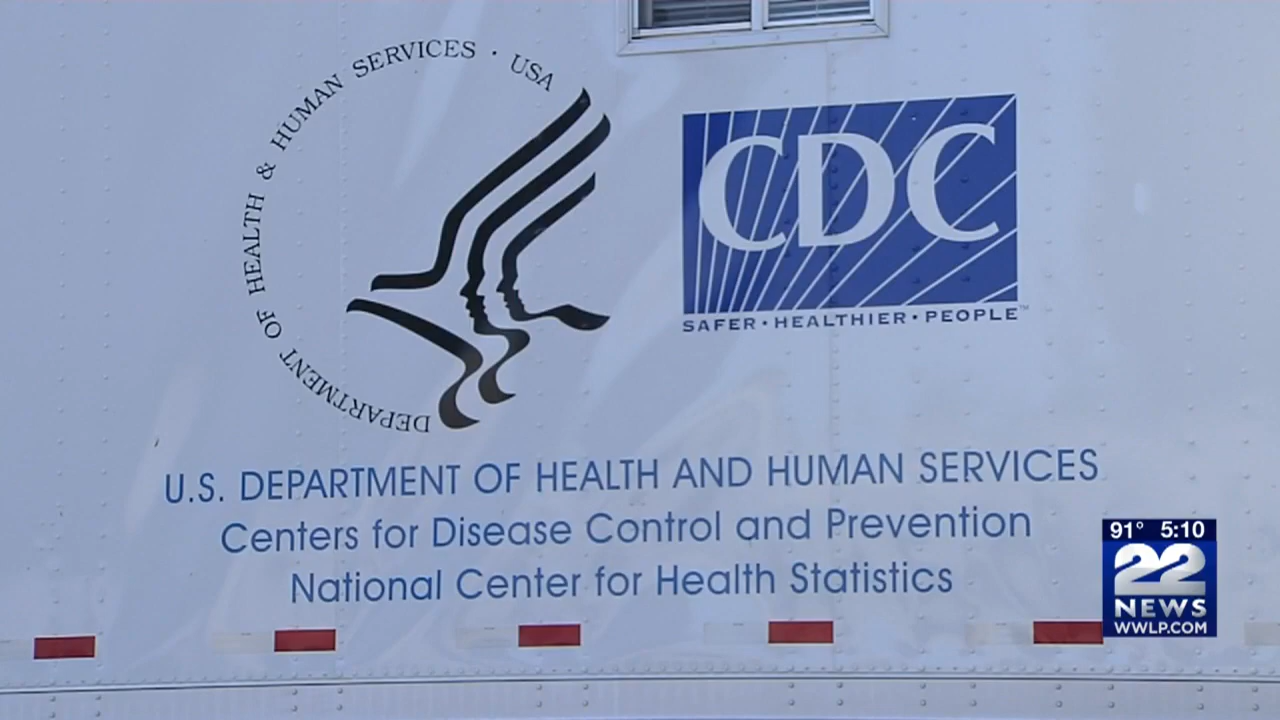 DEPARTMENT OF HEALTH & HUMAN SERVICES · USA
CDC
SAFER · HEALTHIER · PEOPLE™
U.S. DEPARTMENT OF HEALTH AND HUMAN SERVICES
Centers for Disease Control and Prevention
National Center for Health Statistics
91° 5:10
22
NEWS
WWLP.COM